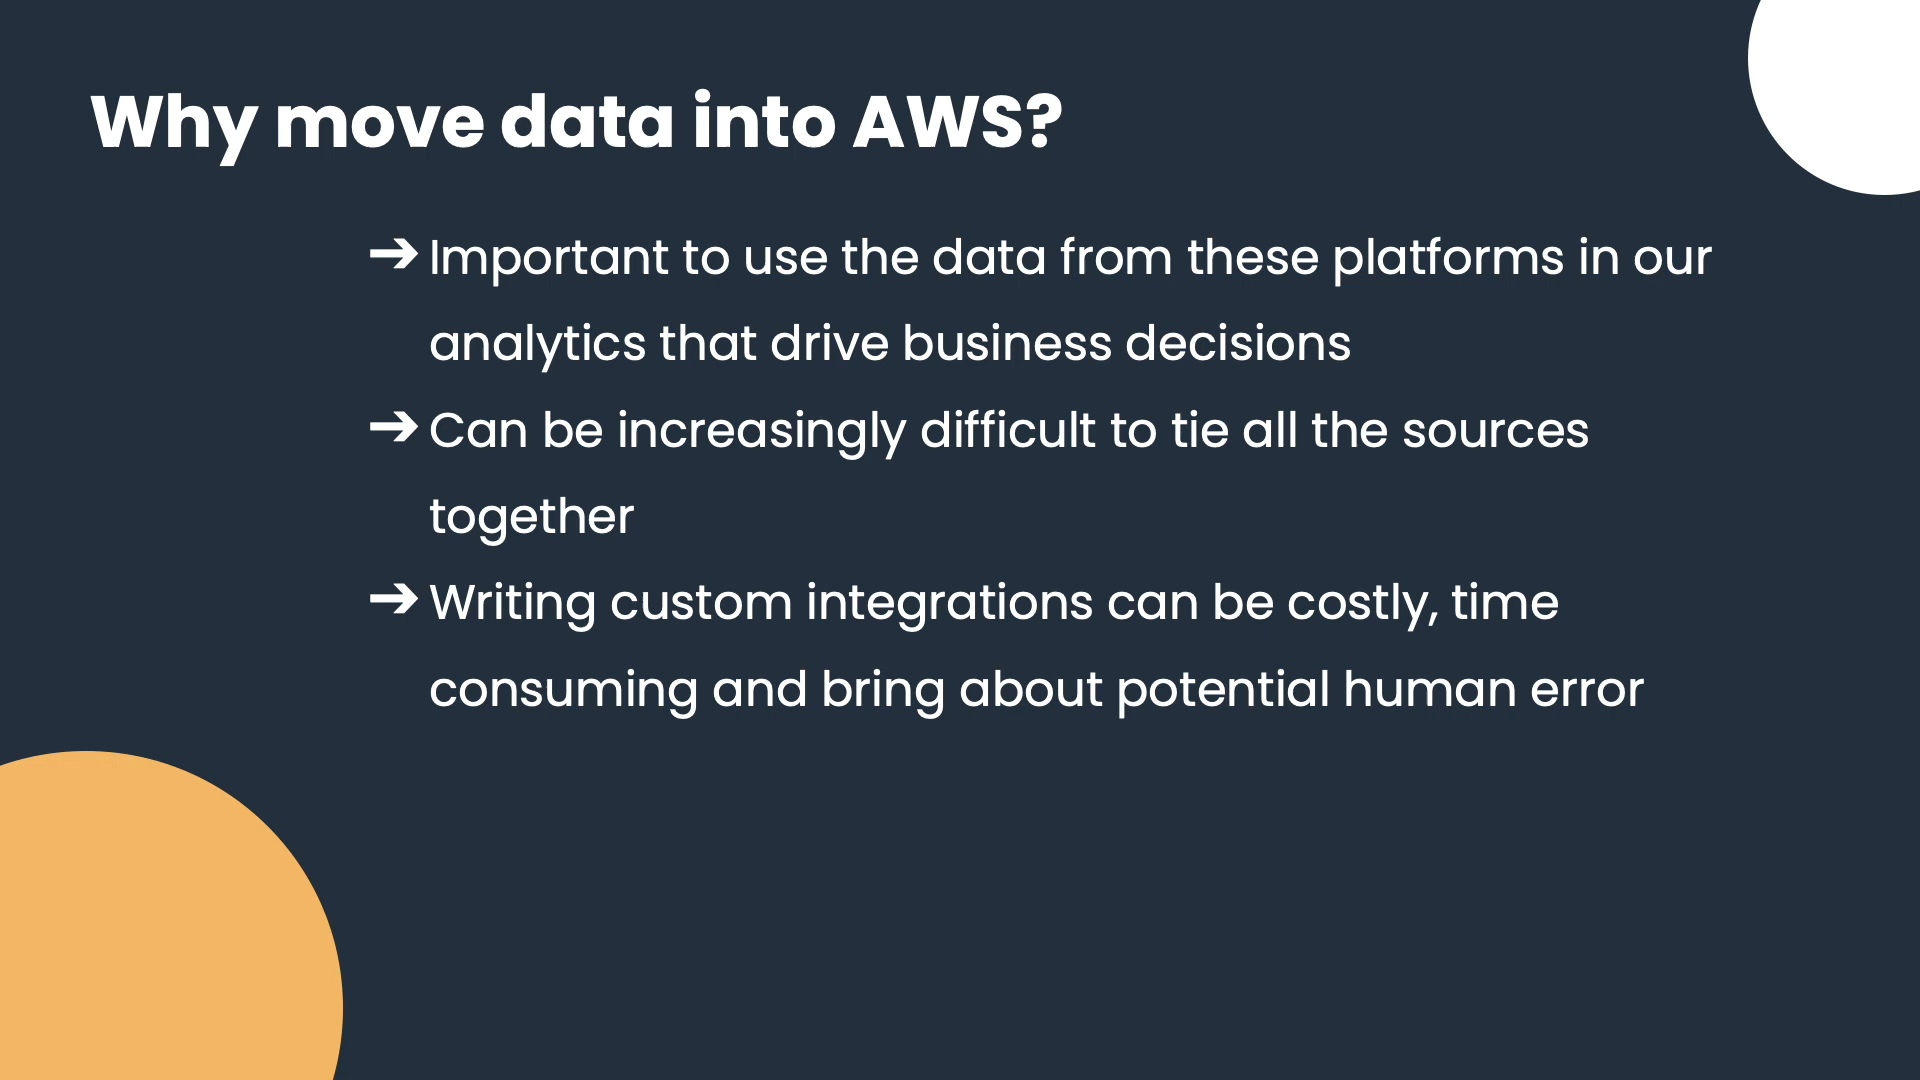 Why move data into AWS?
➔ Important to use the data from these platforms in our
analytics that drive business decisions
➔ Can be increasingly difficult to tie all the sources
together
➔ Writing custom integrations can be costly, time
consuming and bring about potential human error